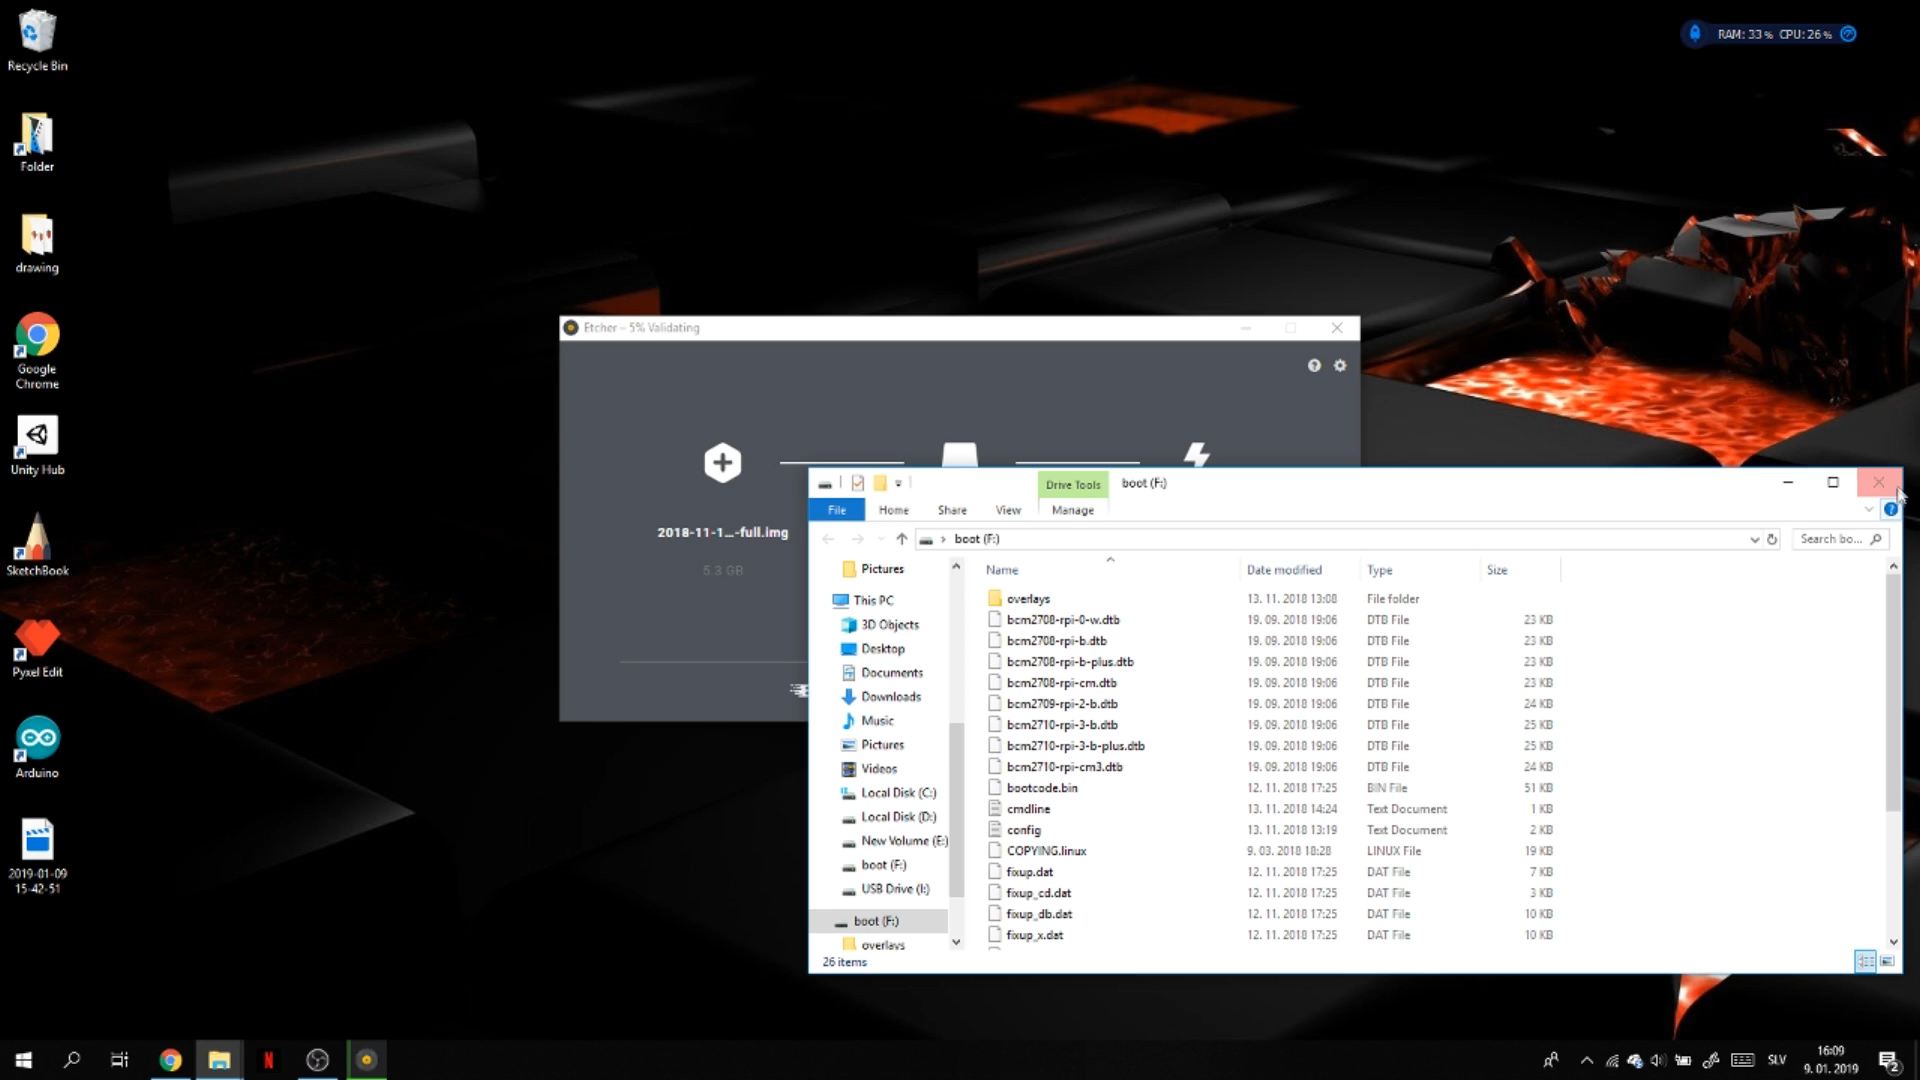 Recycle Bin
Folder
drawing
Google
Chrome
Unity Hub
SketchBook
Pyxel Edit
Arduino
2019-01-09
15-42-51
RAM: 33 % CPU: 26 %
Etcher – 5% Validating
2018-11-1...-full.img
5.3 GB
Drive Tools
boot (F:)
File
Home
Share
View
Manage
boot (F:)
Search bo...
Pictures
This PC
3D Objects
Desktop
Documents
Downloads
Music
Pictures
Videos
Local Disk (C:)
Local Disk (D:)
New Volume (E:)
boot (F:)
USB Drive (I:)
boot (F:)
overlays
Name Date modified Type Size
overlays 13. 11. 2018 13:08 File folder
bcm2708-rpi-0-w.dtb 19. 09. 2018 19:06 DTB File 23 KB
bcm2708-rpi-b.dtb 19. 09. 2018 19:06 DTB File 23 KB
bcm2708-rpi-b-plus.dtb 19. 09. 2018 19:06 DTB File 23 KB
bcm2708-rpi-cm.dtb 19. 09. 2018 19:06 DTB File 23 KB
bcm2709-rpi-2-b.dtb 19. 09. 2018 19:06 DTB File 24 KB
bcm2710-rpi-3-b.dtb 19. 09. 2018 19:06 DTB File 25 KB
bcm2710-rpi-3-b-plus.dtb 19. 09. 2018 19:06 DTB File 25 KB
bcm2710-rpi-cm3.dtb 19. 09. 2018 19:06 DTB File 24 KB
bootcode.bin 12. 11. 2018 17:25 BIN File 51 KB
cmdline 13. 11. 2018 14:24 Text Document 1 KB
config 13. 11. 2018 13:19 Text Document 2 KB
COPYING.linux 9. 03. 2018 18:28 LINUX File 19 KB
fixup.dat 12. 11. 2018 17:25 DAT File 7 KB
fixup_cd.dat 12. 11. 2018 17:25 DAT File 3 KB
fixup_db.dat 12. 11. 2018 17:25 DAT File 10 KB
fixup_x.dat 12. 11. 2018 17:25 DAT File 10 KB
26 items
SLV
16:09
9. 01. 2019
2